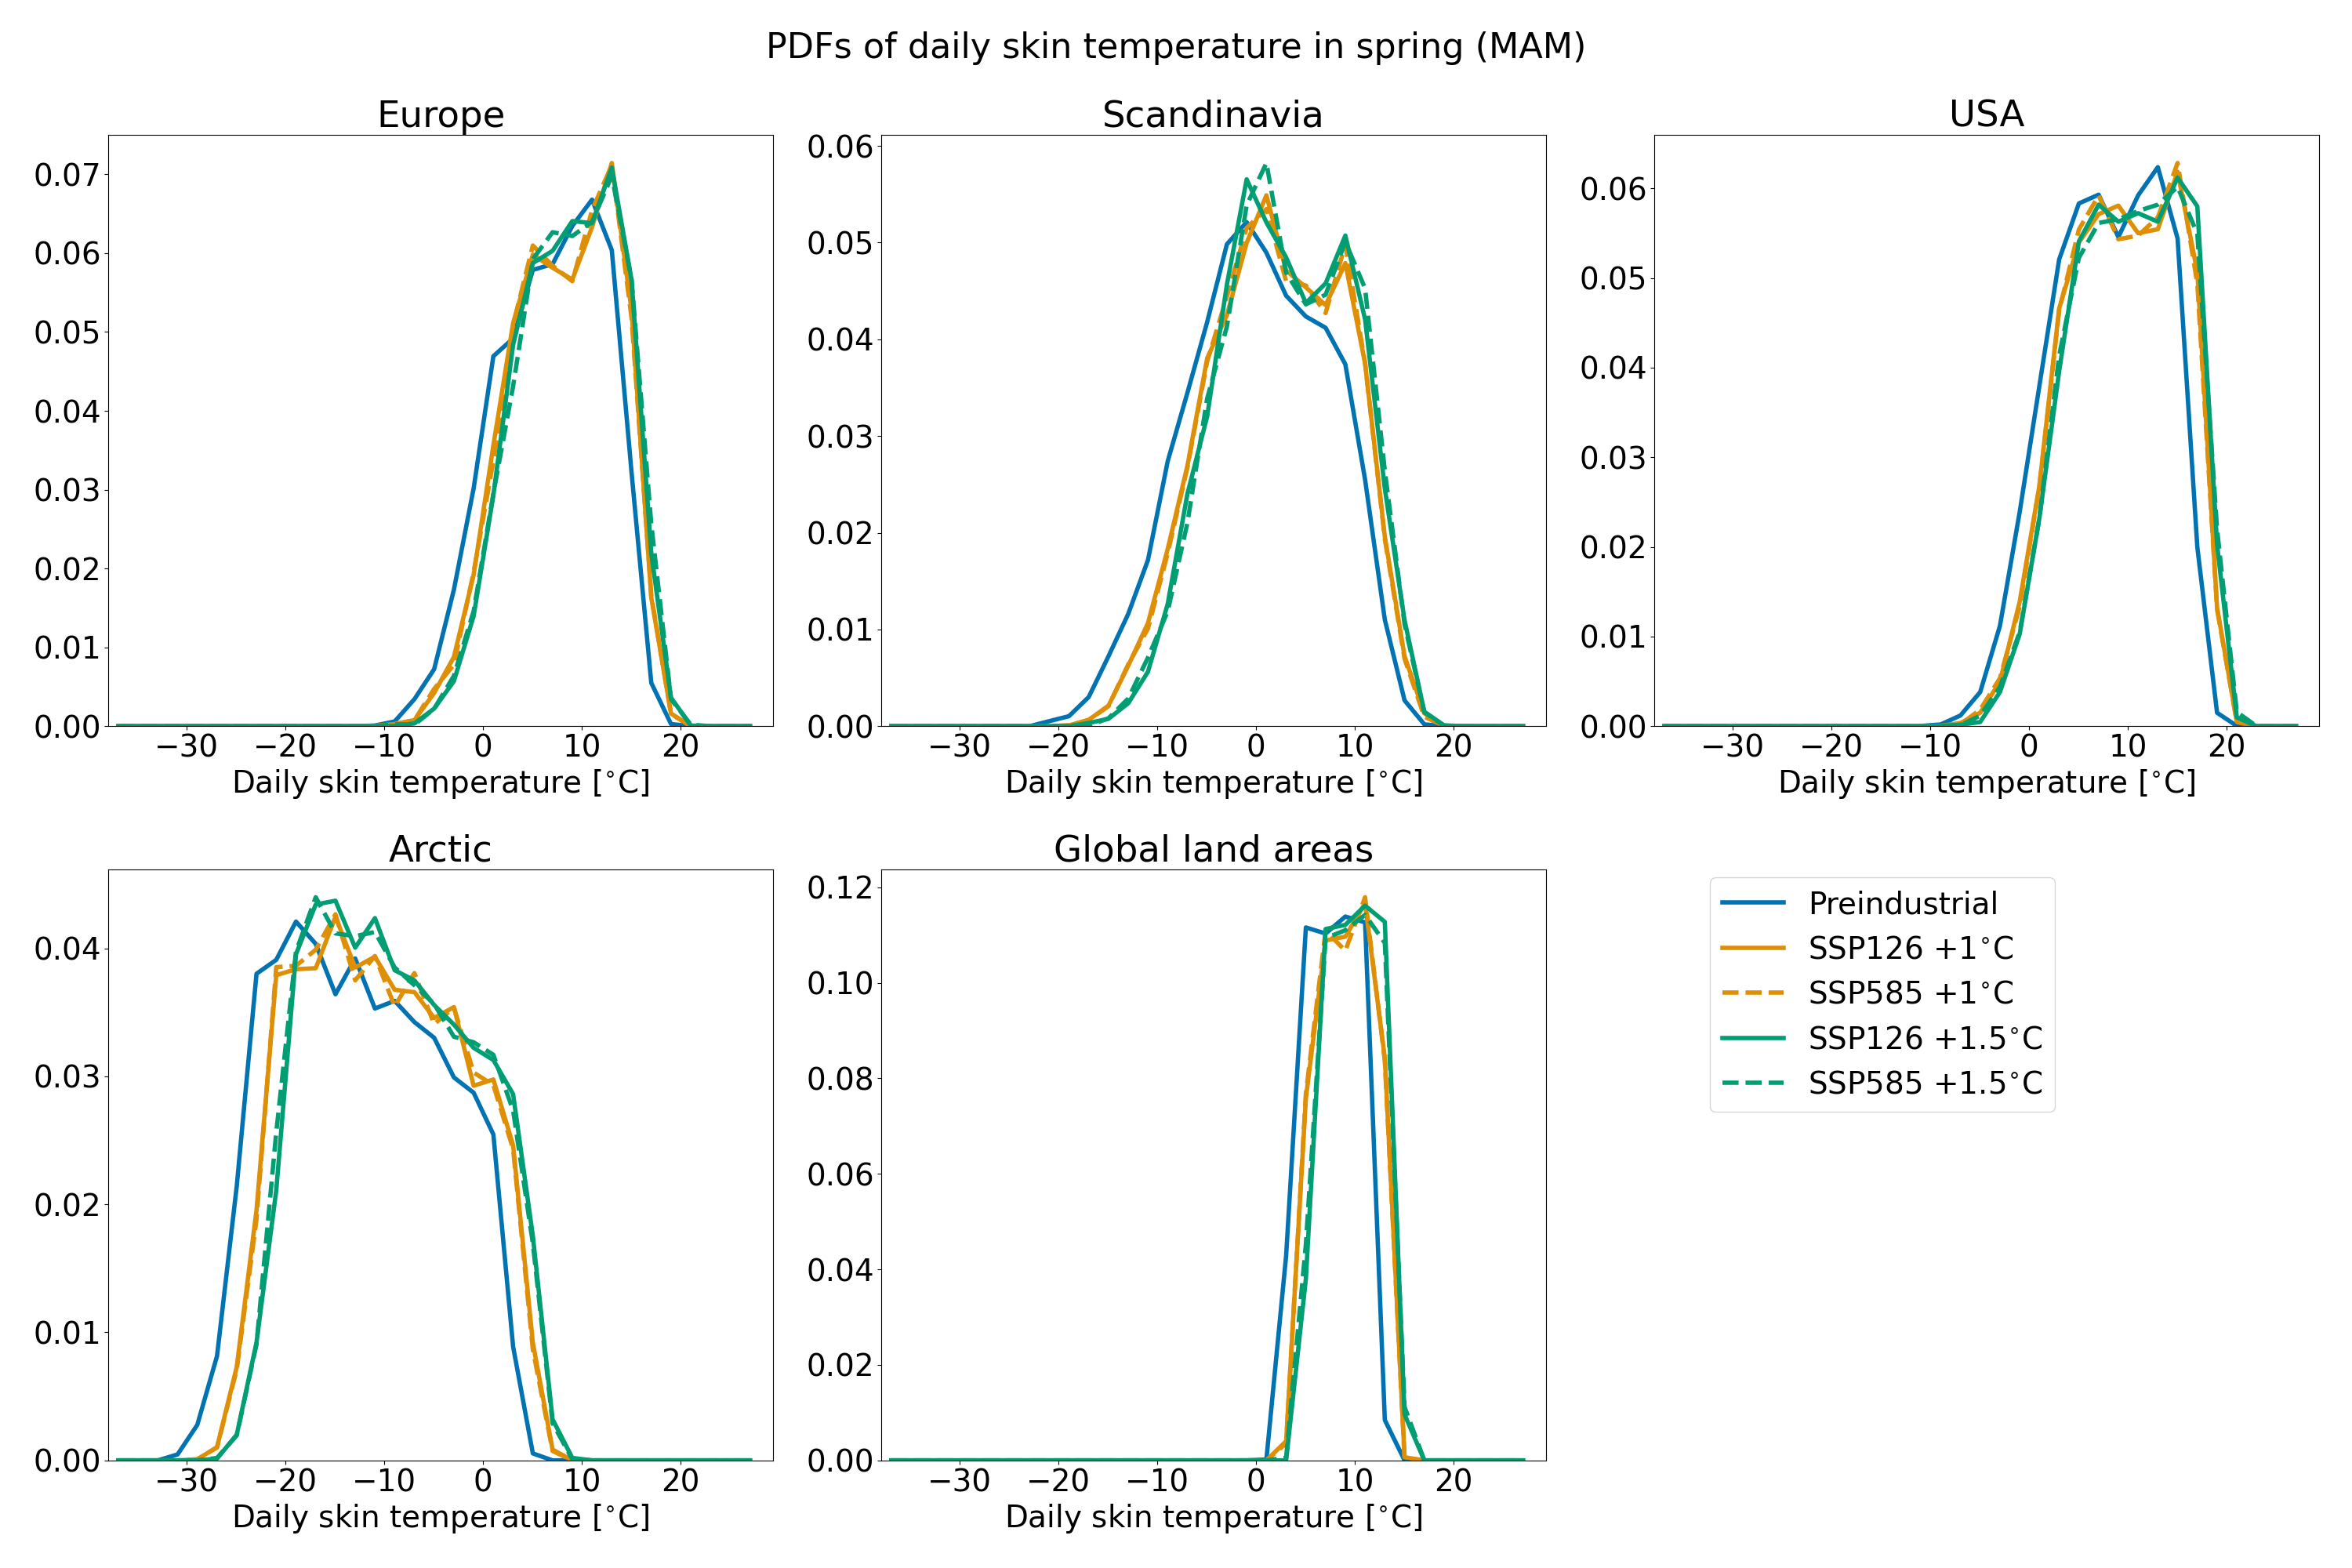 PDFs of daily skin temperature in spring (MAM)
Europe
0.07
0.06
0.05
0.04
0.03
0.02
0.01
0.00
−30 −20 −10 0 10 20
Daily skin temperature [°C]
Scandinavia
0.06
0.05
0.04
0.03
0.02
0.01
0.00
−30 −20 −10 0 10 20
Daily skin temperature [°C]
USA
0.06
0.05
0.04
0.03
0.02
0.01
0.00
−30 −20 −10 0 10 20
Daily skin temperature [°C]
Arctic
0.04
0.03
0.02
0.01
0.00
−30 −20 −10 0 10 20
Daily skin temperature [°C]
Global land areas
0.12
0.10
0.08
0.06
0.04
0.02
0.00
−30 −20 −10 0 10 20
Daily skin temperature [°C]
Preindustrial
SSP126 +1°C
SSP585 +1°C
SSP126 +1.5°C
SSP585 +1.5°C